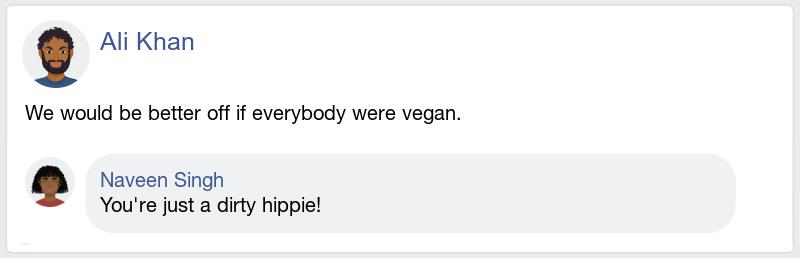 Ali Khan
We would be better off if everybody were vegan.
Naveen Singh
You're just a dirty hippie!